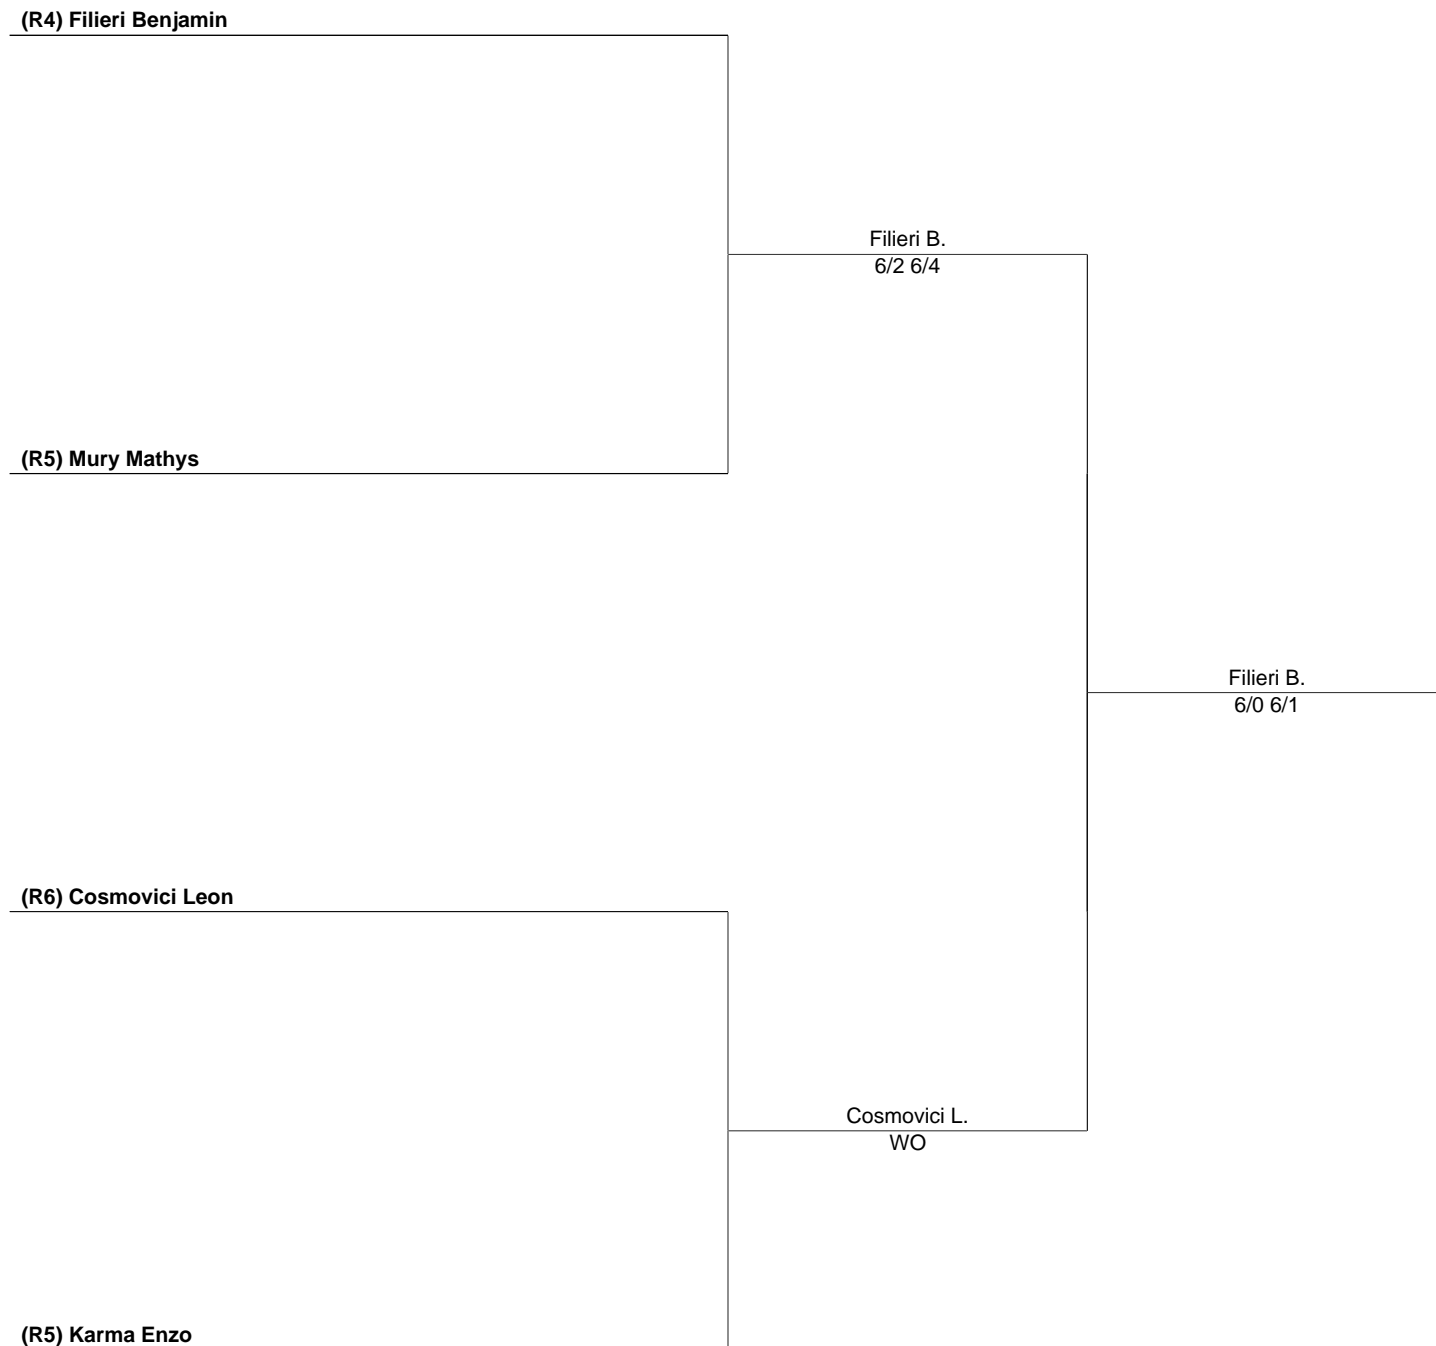 (R4) Filieri Benjamin
Filieri B.
6/2 6/4
(R5) Mury Mathys
Filieri B.
6/0 6/1
(R6) Cosmovici Leon
Cosmovici L.
WO
(R5) Karma Enzo